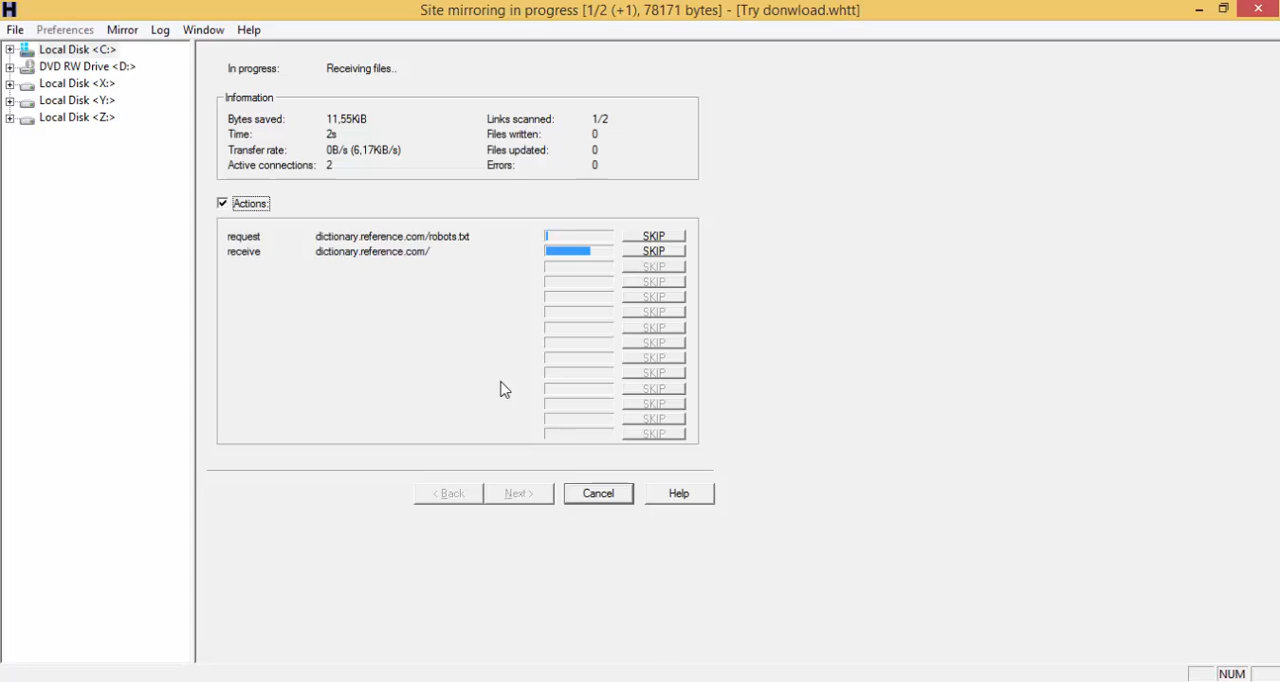 H
Site mirroring in progress [1/2 (+1), 78171 bytes] - [Try donwload.whtt]
File Preferences Mirror Log Window Help
Local Disk <C:>
DVD RW Drive <D:>
Local Disk <X:>
Local Disk <Y:>
Local Disk <Z:>
In progress: Receiving files..
Information
Bytes saved: 11,55KiB Links scanned: 1/2
Time: 2s Files written: 0
Transfer rate: 0B/s (6,17KiB/s) Files updated: 0
Active connections: 2 Errors: 0
Actions:
request dictionary.reference.com/robots.txt SKIP
receive dictionary.reference.com/ SKIP
SKIP
SKIP
SKIP
SKIP
SKIP
SKIP
SKIP
SKIP
SKIP
SKIP
SKIP
SKIP
< Back Next > Cancel Help
NUM